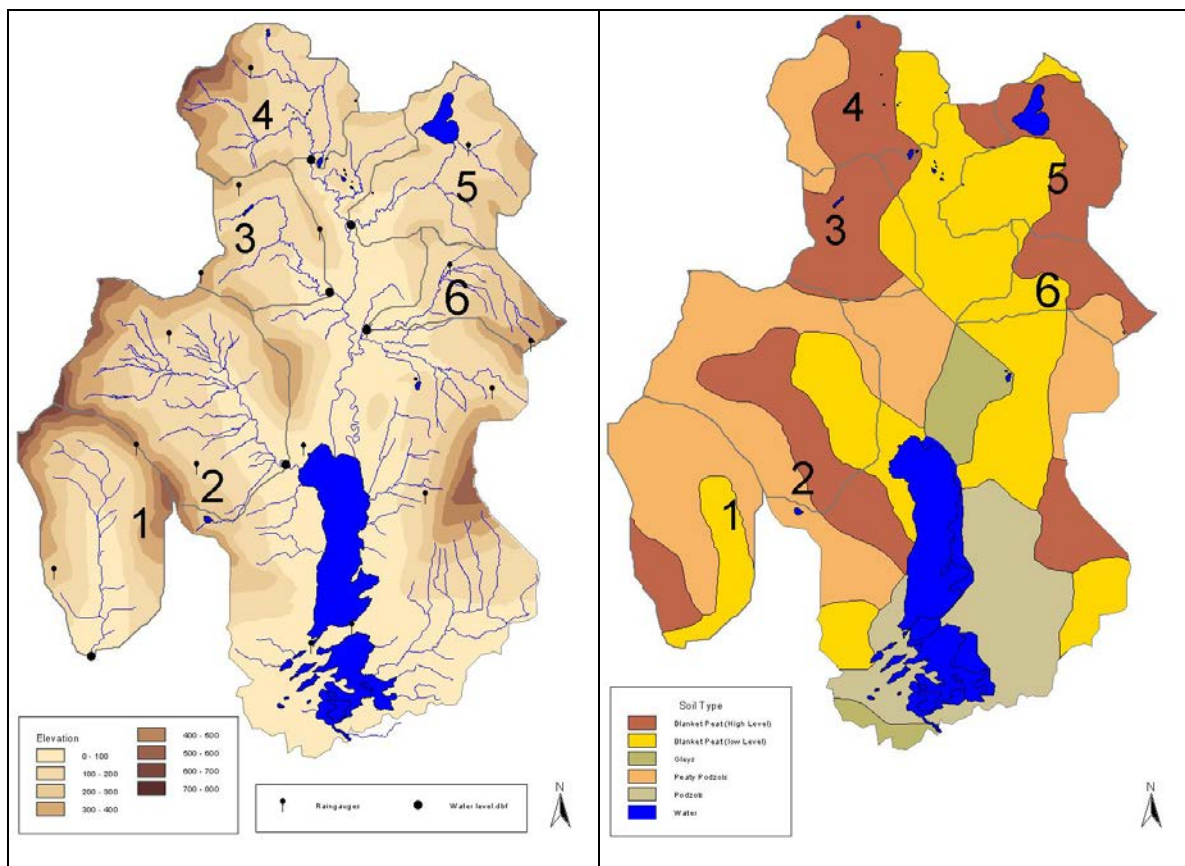 4
5
3
6
2
1
Elevation
0 - 100
100 - 200
200 - 300
300 - 400
400 - 500
500 - 600
600 - 700
700 - 800
Raingauges
Water level.dbf
N
4
5
3
6
2
1
Soil Type
Blanket Peat (High Level)
Blanket Peat (low Level)
Gleys
Peaty Podzols
Podzols
Water
N